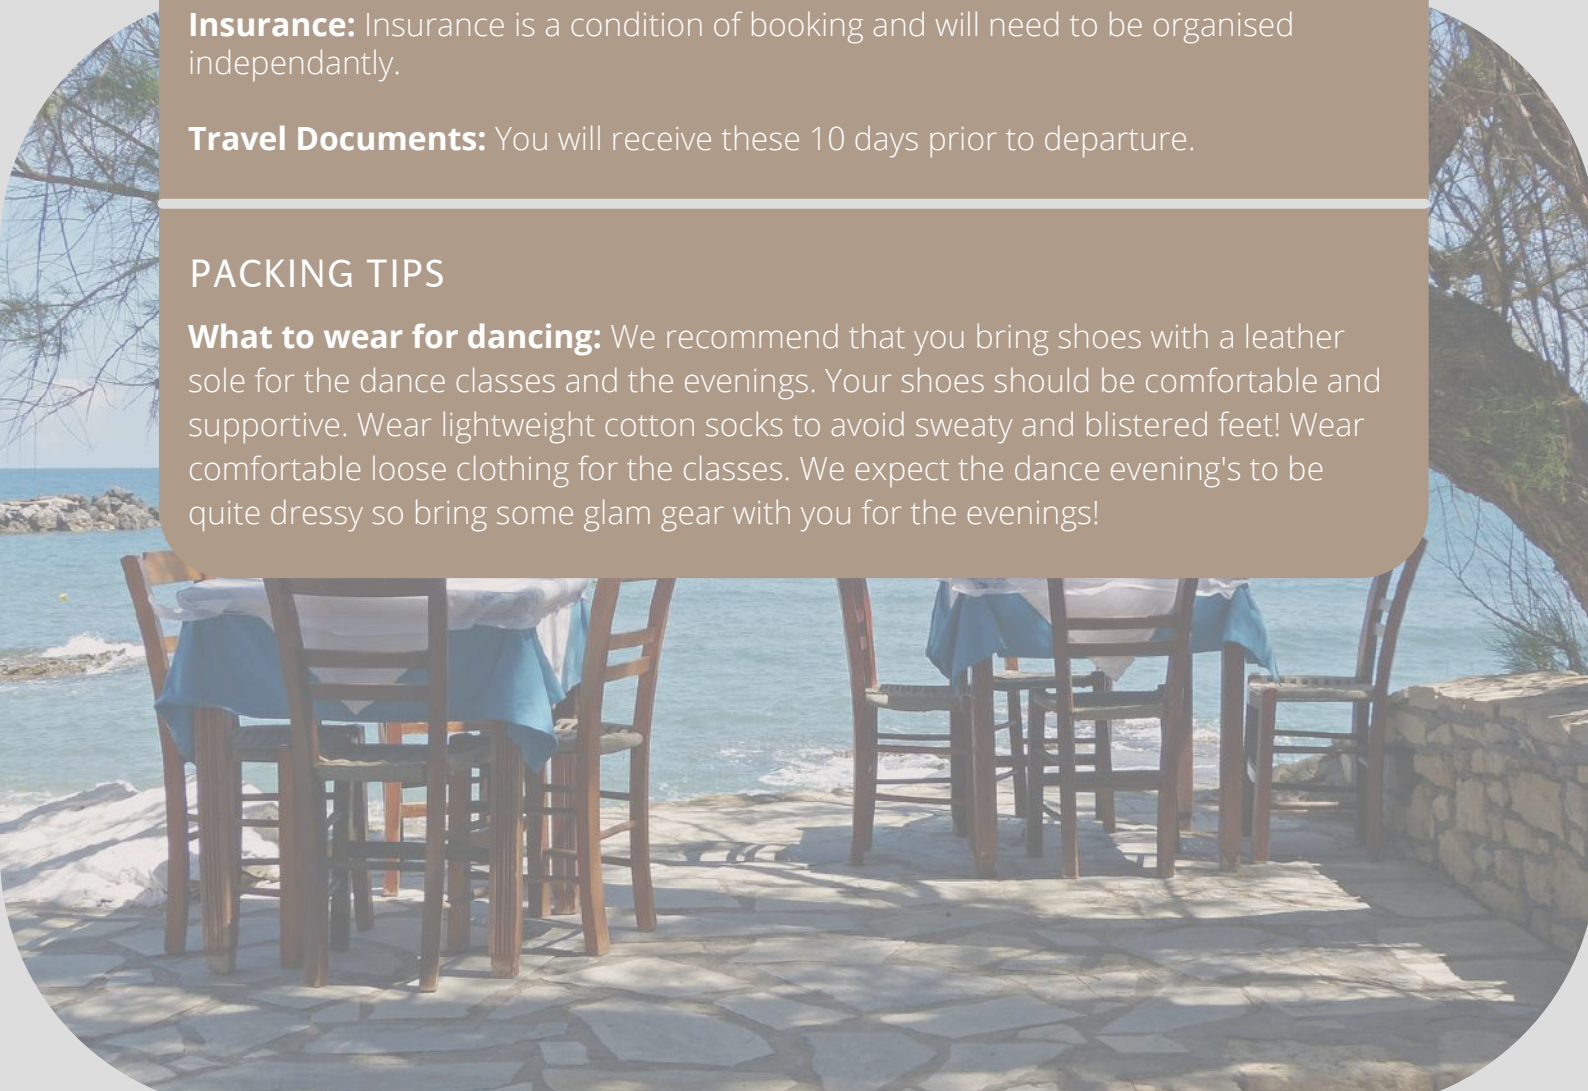 Insurance: Insurance is a condition of booking and will need to be organised
independantly.
Travel Documents: You will receive these 10 days prior to departure.
PACKING TIPS
What to wear for dancing: We recommend that you bring shoes with a leather
sole for the dance classes and the evenings. Your shoes should be comfortable and
supportive. Wear lightweight cotton socks to avoid sweaty and blistered feet! Wear
comfortable loose clothing for the classes. We expect the dance evening's to be
quite dressy so bring some glam gear with you for the evenings!